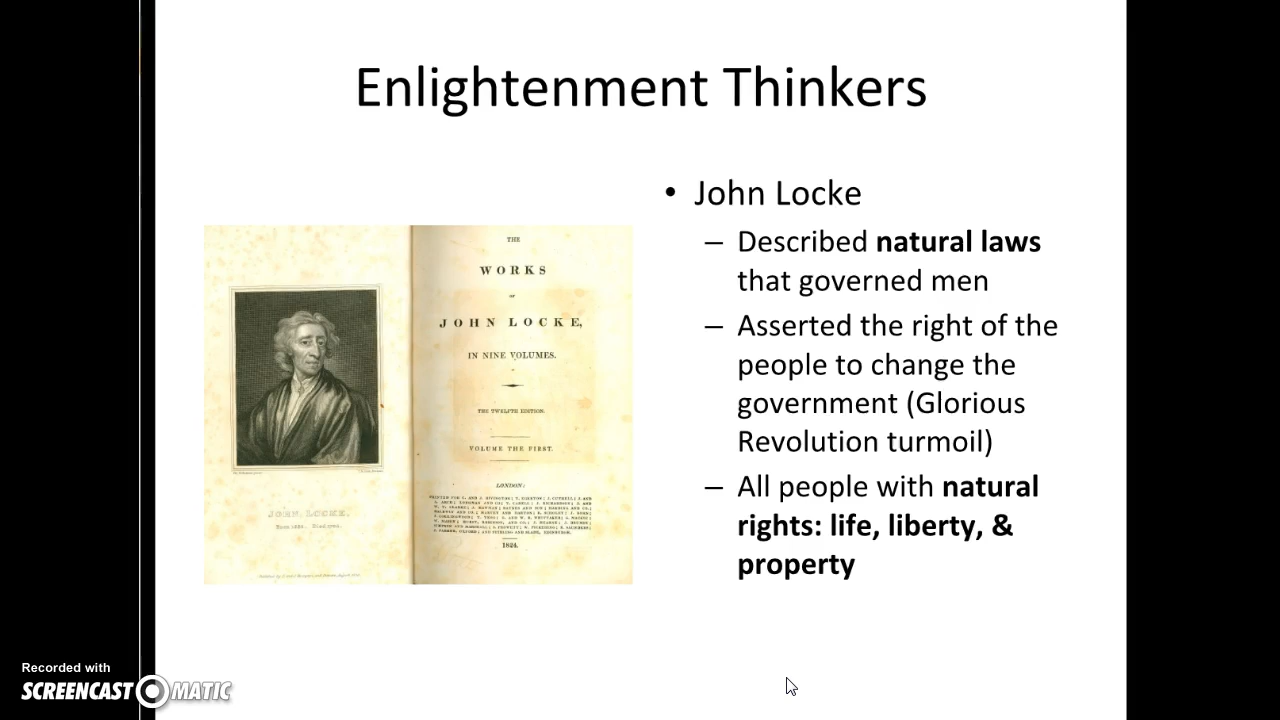 Enlightenment Thinkers
• John Locke
– Described natural laws
that governed men
– Asserted the right of the
people to change the
government (Glorious
Revolution turmoil)
– All people with natural
rights: life, liberty, &
property
THE
WORKS
OF
JOHN LOCKE,
IN NINE VOLUMES.
THE TWELFTH EDITION.
VOLUME THE FIRST.
LONDON:
1824.
JOHN LOCKE.
Recorded with
SCREENCAST O MATIC